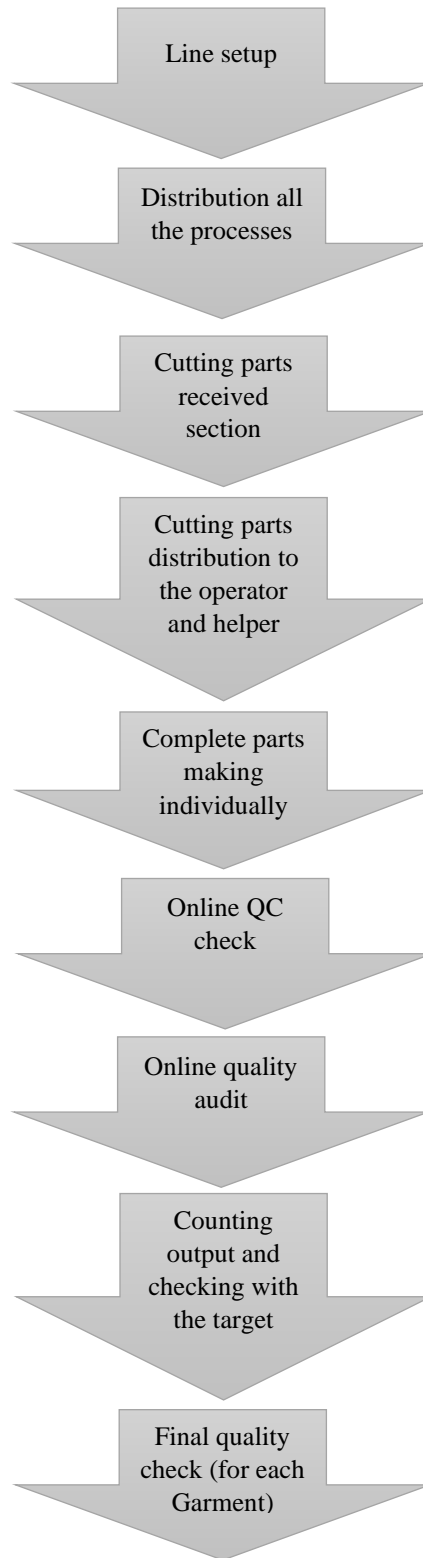 Line setup
Distribution all
the processes
Cutting parts
received
section
Cutting parts
distribution to
the operator
and helper
Complete parts
making
individually
Online QC
check
Online quality
audit
Counting
output and
checking with
the target
Final quality
check (for each
Garment)